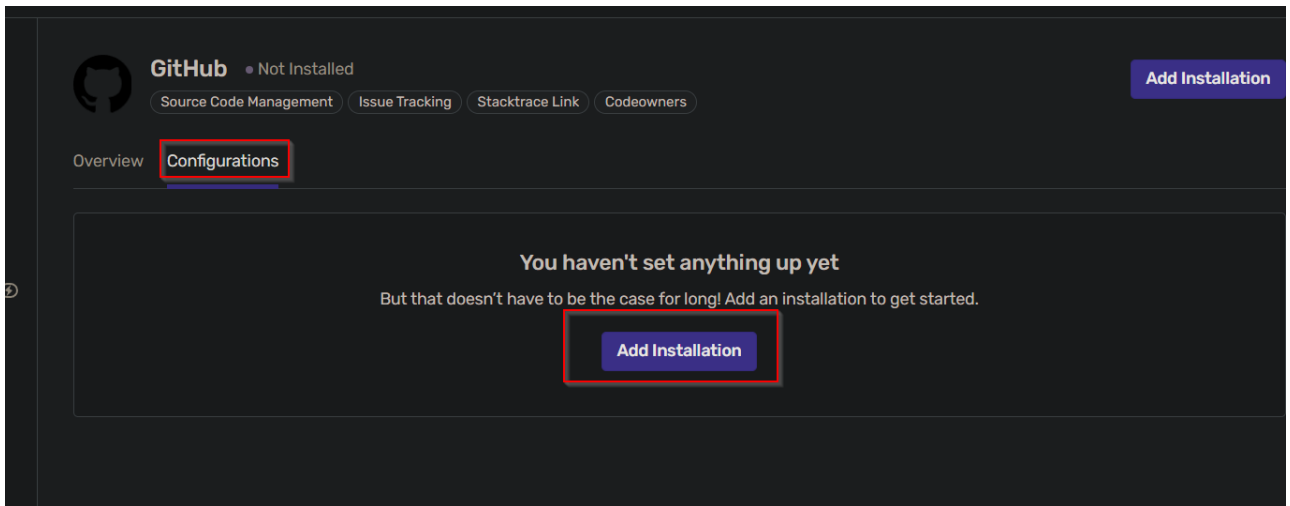 GitHub
Not Installed
Add Installation
Source Code Management
Issue Tracking
Stacktrace Link
Codeowners
Overview
Configurations
You haven't set anything up yet
But that doesn’t have to be the case for long! Add an installation to get started.
Add Installation